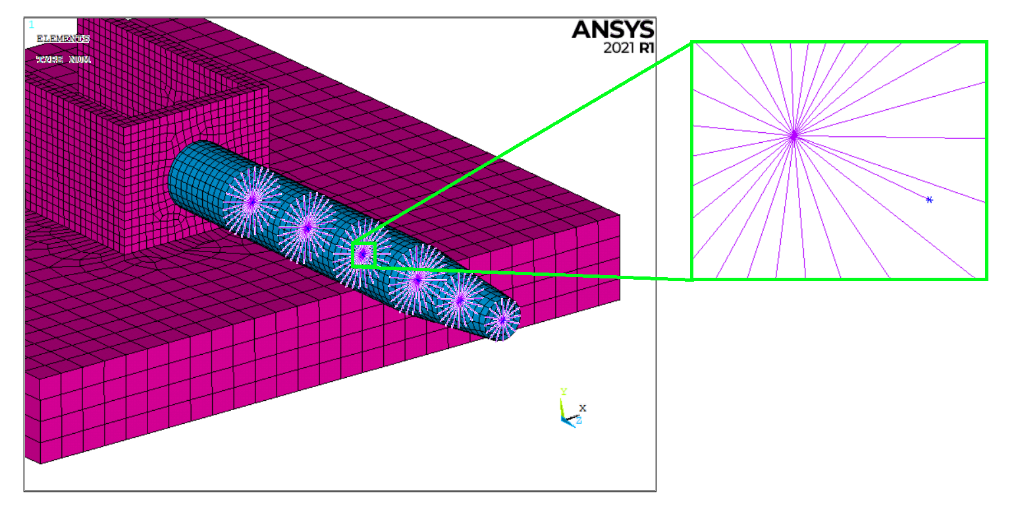 1
ELEMENTS
ANSYS
2021 R1
Y
X
Z